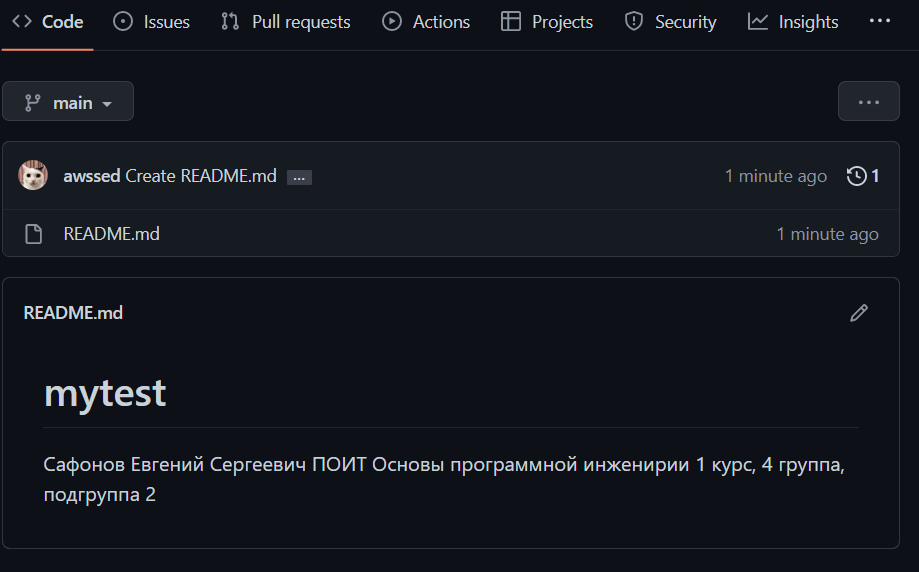 Code Issues Pull requests Actions Projects Security Insights ...
main ...
awssed Create README.md ... 1 minute ago 1
README.md 1 minute ago
README.md
mytest
Сафонов Евгений Сергеевич ПОИТ Основы программной инженирии 1 курс, 4 группа,
подгруппа 2